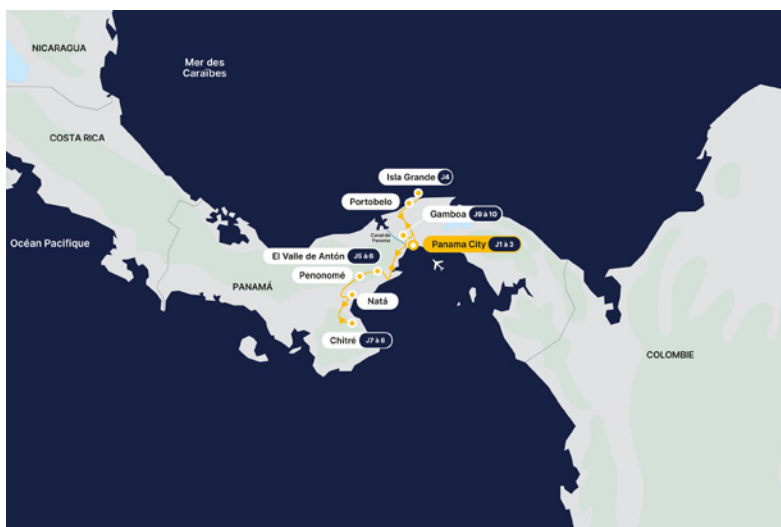 NICARAGUA
Mer des
Caraïbes
COSTA RICA
Isla Grande J4
Portobelo
Gamboa J9 à 10
Canal de
Panama
Océan Pacifique
Panama City J1 à 3
El Valle de Antón J5 à 6
Penonomé
PANAMÁ
Natá
Chitré J7 à 8
COLOMBIE